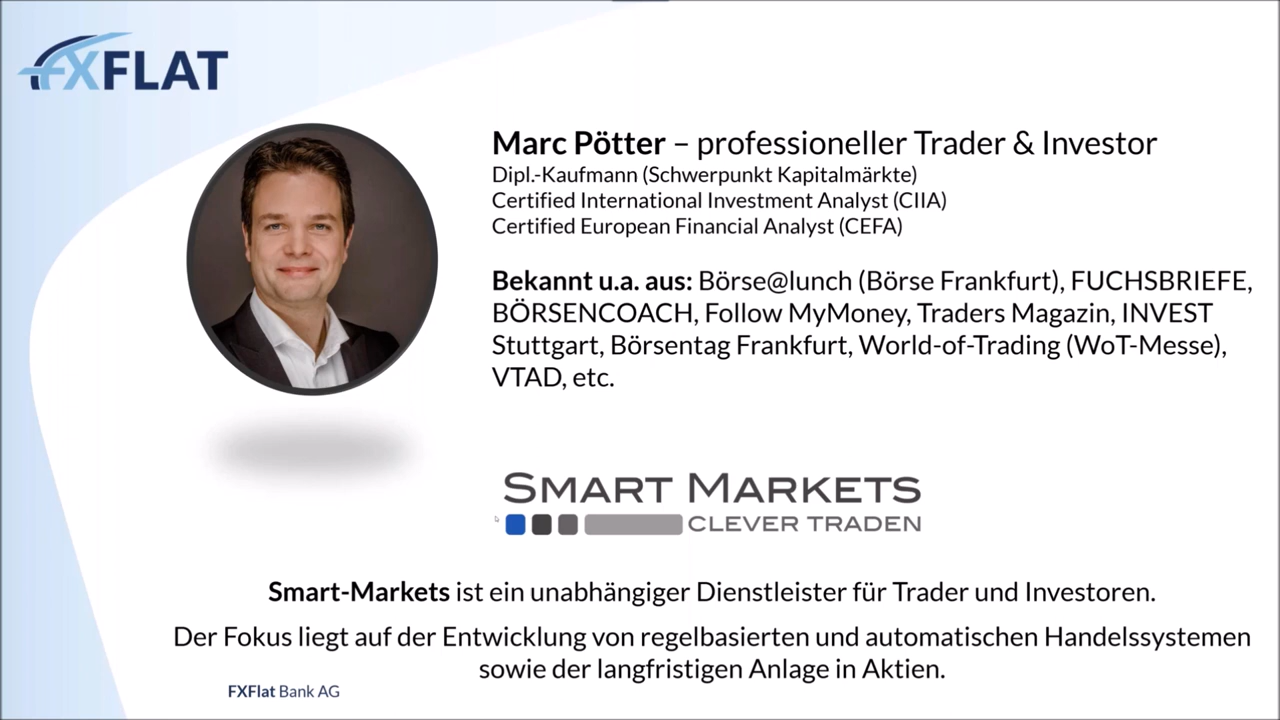 FXFLAT
Marc Pötter – professioneller Trader & Investor
Dipl.-Kaufmann (Schwerpunkt Kapitalmärkte)
Certified International Investment Analyst (CIIA)
Certified European Financial Analyst (CEFA)
Bekannt u.a. aus: Börse@lunch (Börse Frankfurt), FUCHSBRIEFE,
BÖRSENCOACH, Follow MyMoney, Traders Magazin, INVEST
Stuttgart, Börsentag Frankfurt, World-of-Trading (WoT-Messe),
VTAD, etc.
SMART MARKETS
CLEVER TRADEN
Smart-Markets ist ein unabhängiger Dienstleister für Trader und Investoren.
Der Fokus liegt auf der Entwicklung von regelbasierten und automatischen Handelssystemen
sowie der langfristigen Anlage in Aktien.
FXFlat Bank AG